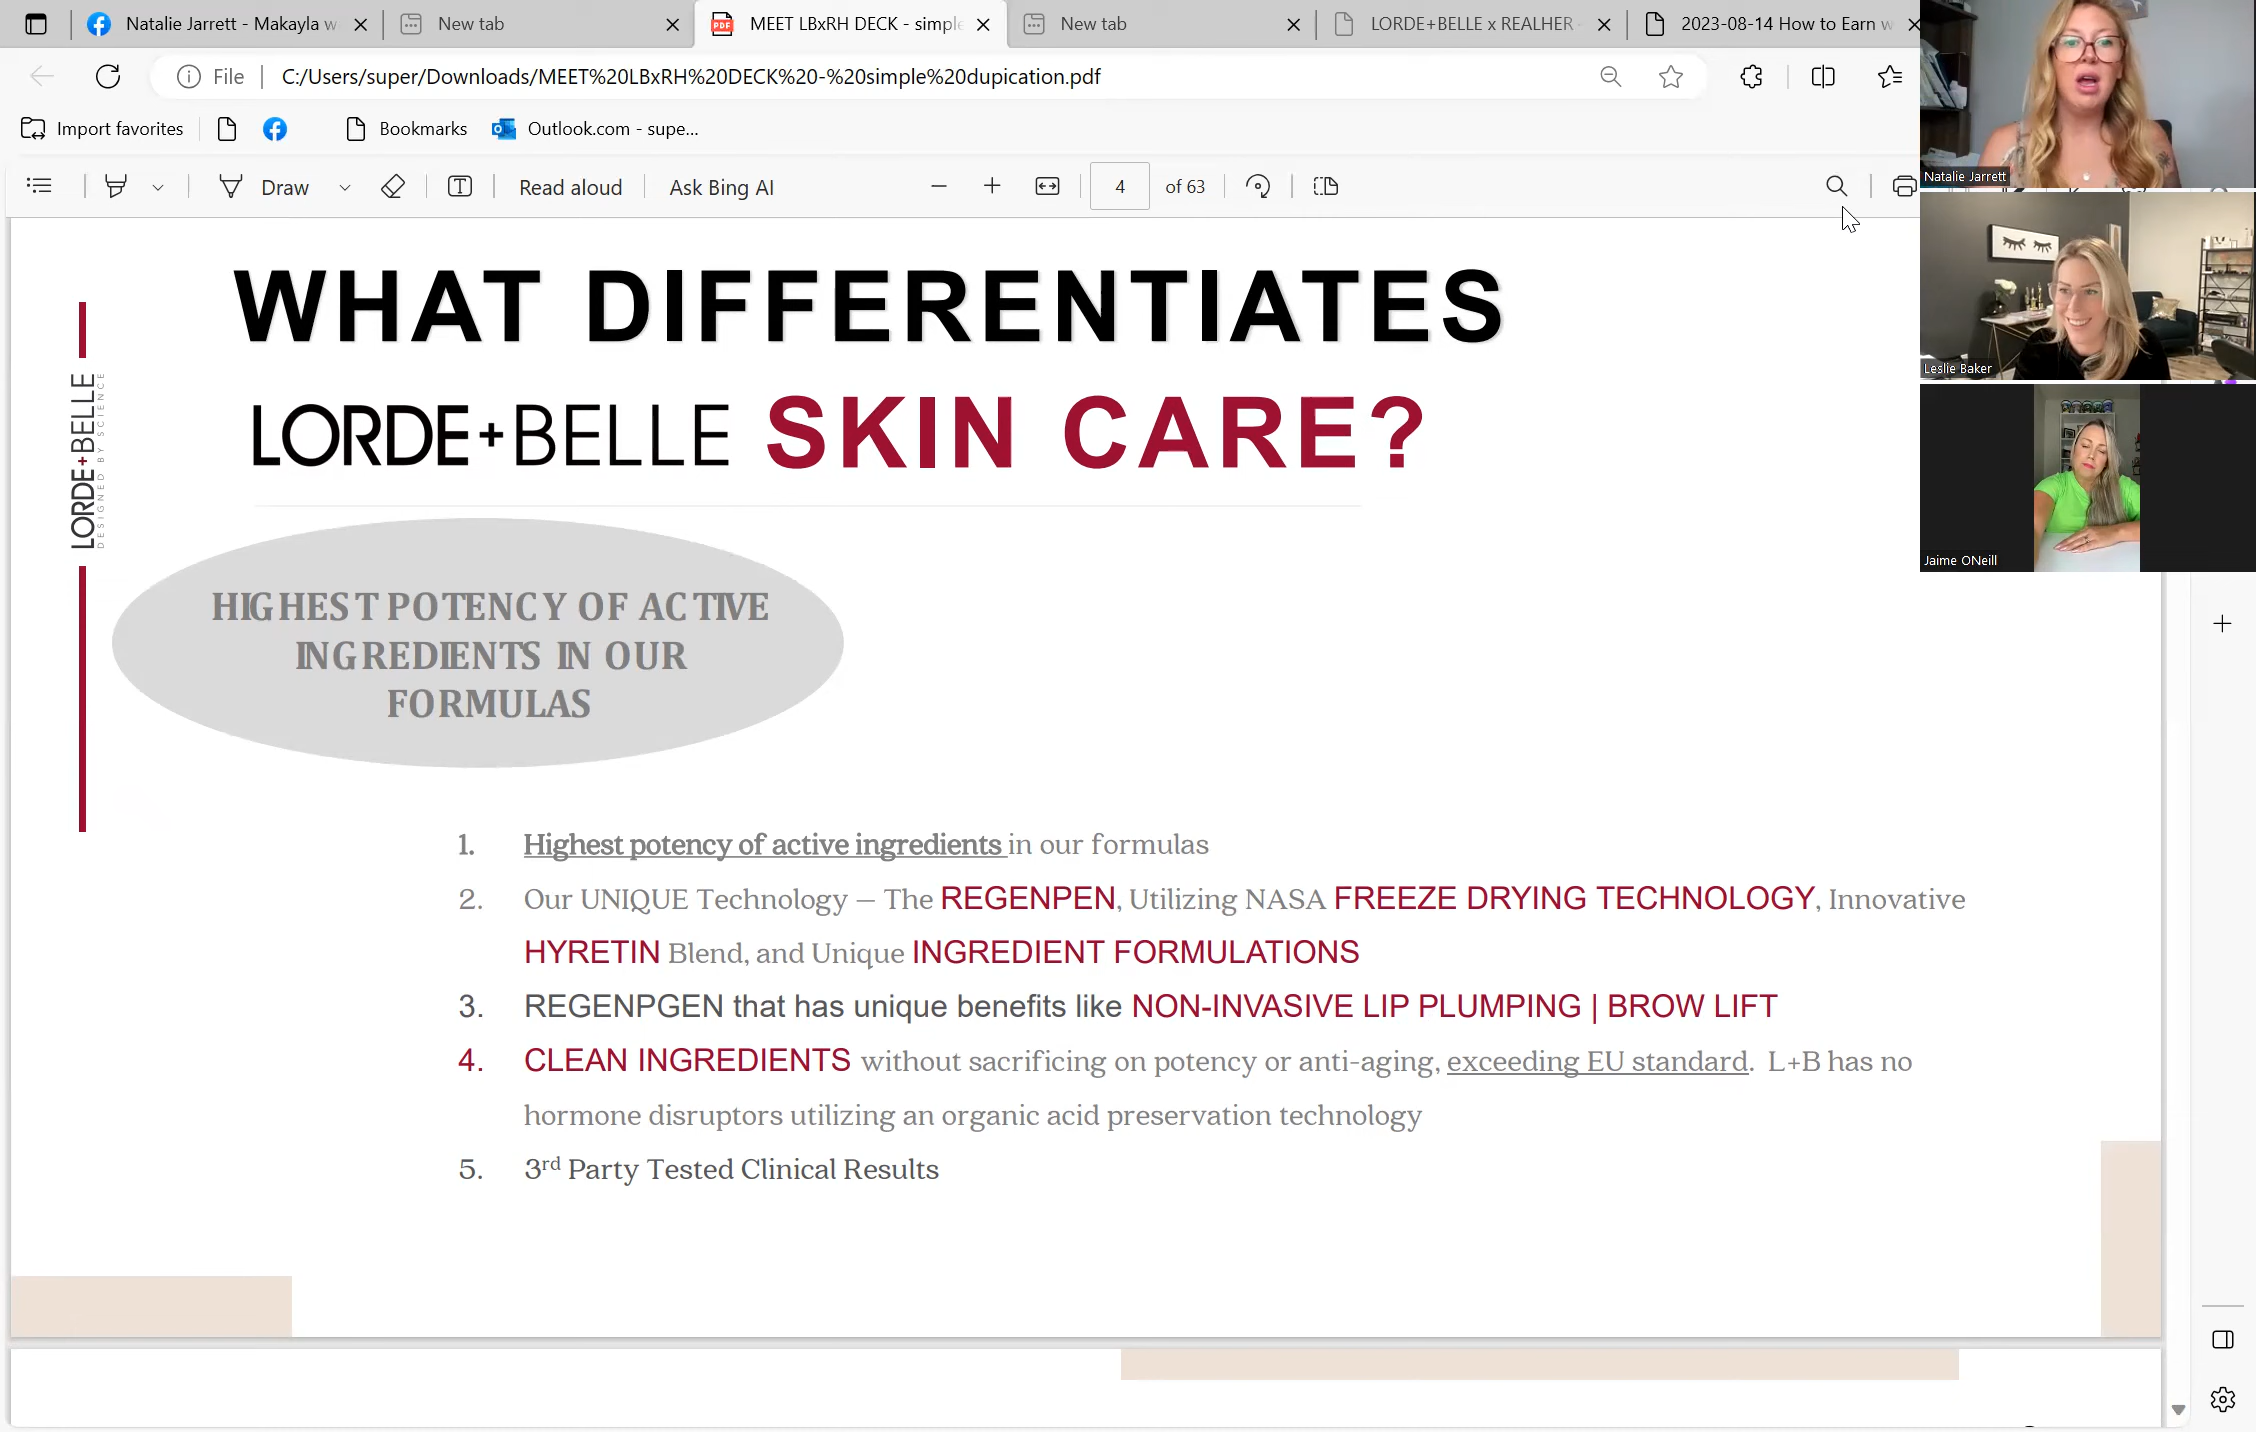 Natalie Jarrett - Makayla w
New tab
MEET LBxRH DECK - simple
New tab
LORDE+BELLE x REALHER
2023-08-14 How to Earn w
File
C:/Users/super/Downloads/MEET%20LBxRH%20DECK%20-%20simple%20dupication.pdf
Import favorites
Bookmarks
Outlook.com - supe...
Draw
Read aloud
Ask Bing AI
4 of 63
Natalie Jarrett
Leslie Baker
Jaime ONeill
WHAT DIFFERENTIATES
LORDE+BELLE SKIN CARE?
LORDE+BELLE
DESIGNED BY SCIENCE
HIGHEST POTENCY OF ACTIVE
INGREDIENTS IN OUR
FORMULAS
1. Highest potency of active ingredients in our formulas
2. Our UNIQUE Technology – The REGENPEN, Utilizing NASA FREEZE DRYING TECHNOLOGY, Innovative
HYRETIN Blend, and Unique INGREDIENT FORMULATIONS
3. REGENPGEN that has unique benefits like NON-INVASIVE LIP PLUMPING | BROW LIFT
4. CLEAN INGREDIENTS without sacrificing on potency or anti-aging, exceeding EU standard. L+B has no
hormone disruptors utilizing an organic acid preservation technology
5. 3rd Party Tested Clinical Results